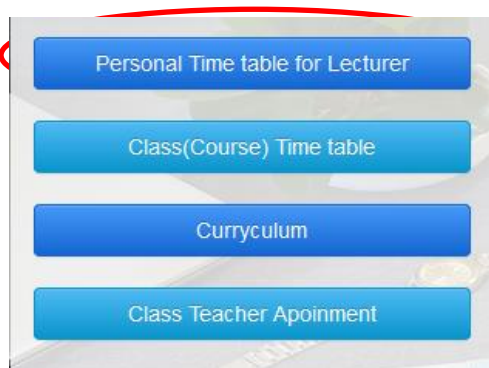 Personal Time table for Lecturer
Class(Course) Time table
Curryculum
Class Teacher Apoinment